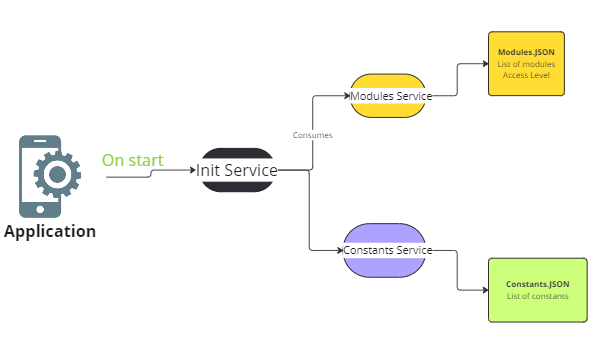 Modules.JSON
List of modules
Access Level
Modules Service
Consumes
On start
Init Service
Application
Constants Service
Constants.JSON
List of constants